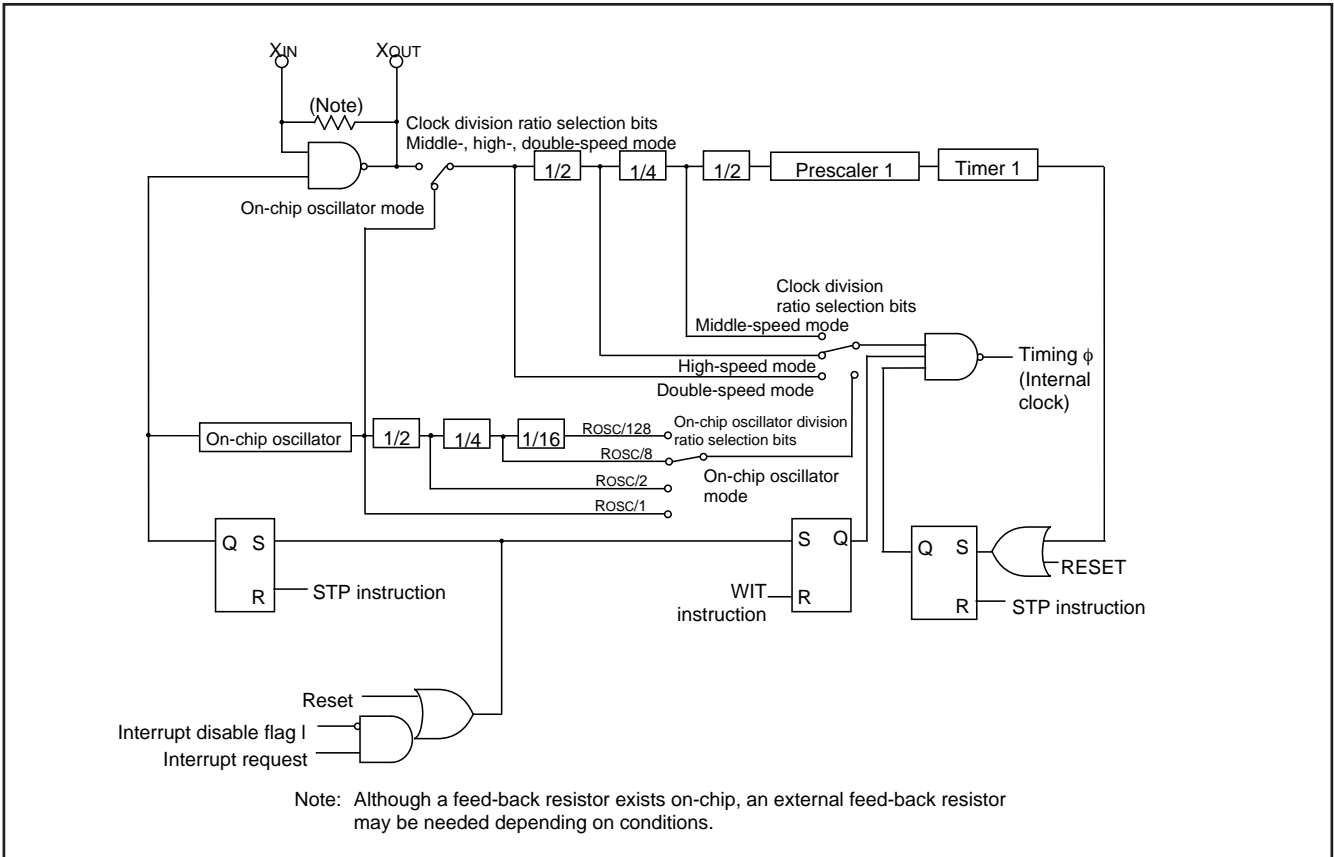 XIN
XOUT
(Note)
Clock division ratio selection bits
Middle-, high-, double-speed mode
1/2
1/4
1/2
Prescaler 1
Timer 1
On-chip oscillator mode
Clock division
ratio selection bits
Middle-speed mode
High-speed mode
Double-speed mode
Timing ϕ
(Internal
clock)
On-chip oscillator
1/2
1/4
1/16
ROSC/128
ROSC/8
ROSC/2
ROSC/1
On-chip oscillator division
ratio selection bits
On-chip oscillator
mode
Q S
R
STP instruction
S Q
R
WIT
instruction
Q S
R
RESET
STP instruction
Reset
Interrupt disable flag I
Interrupt request
Note: Although a feed-back resistor exists on-chip, an external feed-back resistor
may be needed depending on conditions.